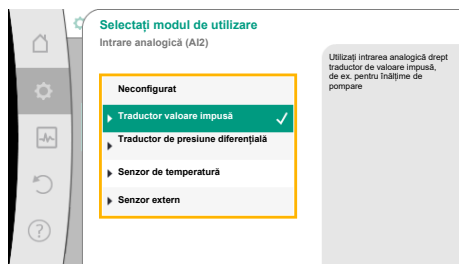 Selectați modul de utilizare
Intrare analogică (AI2)
Neconfigurat
Traductor valoare impusă
Traductor de presiune diferențială
Senzor de temperatură
Senzor extern
Utilizați intrarea analogică drept
traductor de valoare impusă,
de ex. pentru înălțime de
pompare
?